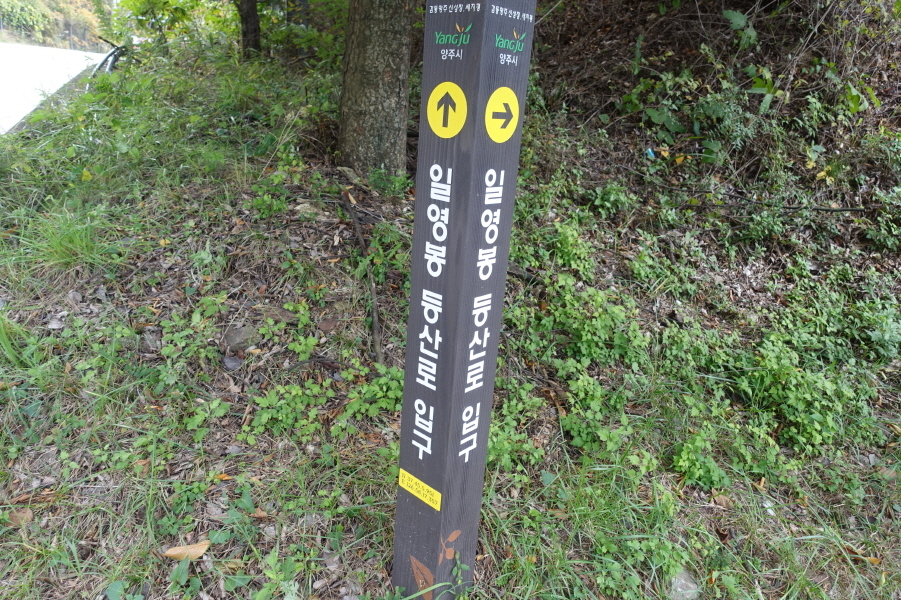 YangJu
양주시
일영봉 등산로 입구
YangJu
양주시
일영봉 등산로 입구